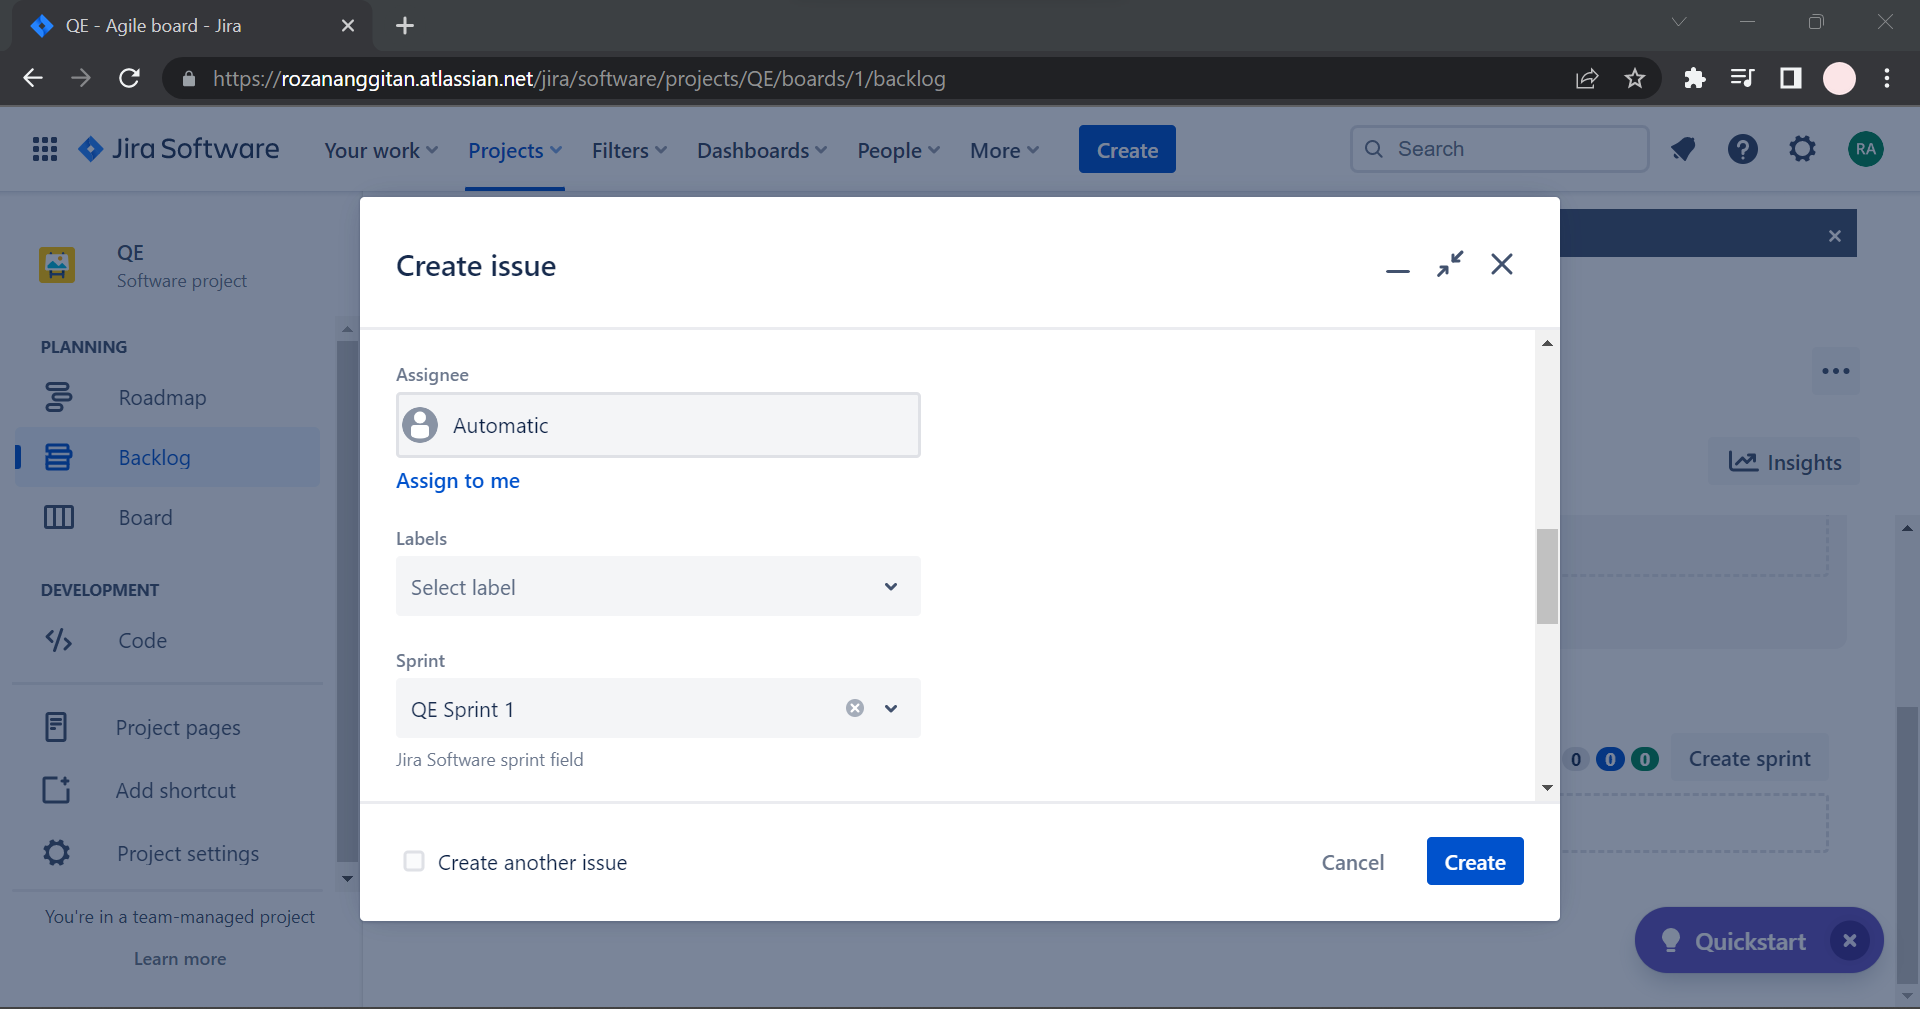 QE - Agile board - Jira
https://rozananggitan.atlassian.net/jira/software/projects/QE/boards/1/backlog
Jira Software
Your work
Projects
Filters
Dashboards
People
More
Create
Search
RA
QE
Software project
PLANNING
Roadmap
Backlog
Board
DEVELOPMENT
Code
Project pages
Add shortcut
Project settings
You're in a team-managed project
Learn more
Create issue
Assignee
Automatic
Assign to me
Labels
Select label
Sprint
QE Sprint 1
Jira Software sprint field
Create another issue
Cancel
Create
Insights
0 0 0
Create sprint
Quickstart